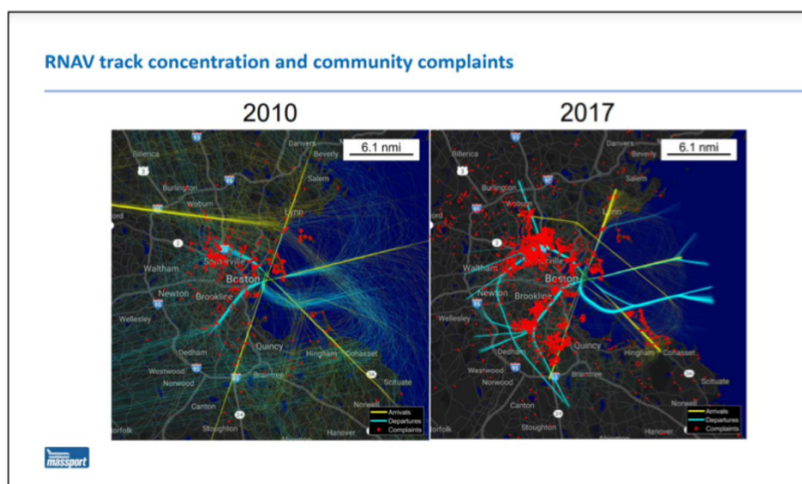 RNAV track concentration and community complaints
2010
2017
6.1 nmi
Billerica
Danvers
Beverly
Salem
Burlington
Woburn
Lynn
Waltham
Boston
Newton
Brookline
Wellesley
Quincy
Dedham
Hingham
Cohasset
Westwood
Norwood
Braintree
Scituate
Canton
Norwell
Stoughton
Hanover
Arrivals
Departures
Complaints
6.1 nmi
Billerica
Danvers
Beverly
Salem
Burlington
Woburn
Lynn
Waltham
Boston
Newton
Brookline
Wellesley
Quincy
Dedham
Hingham
Cohasset
Westwood
Norwood
Braintree
Scituate
Canton
Norwell
Stoughton
Hanover
Arrivals
Departures
Complaints
massport